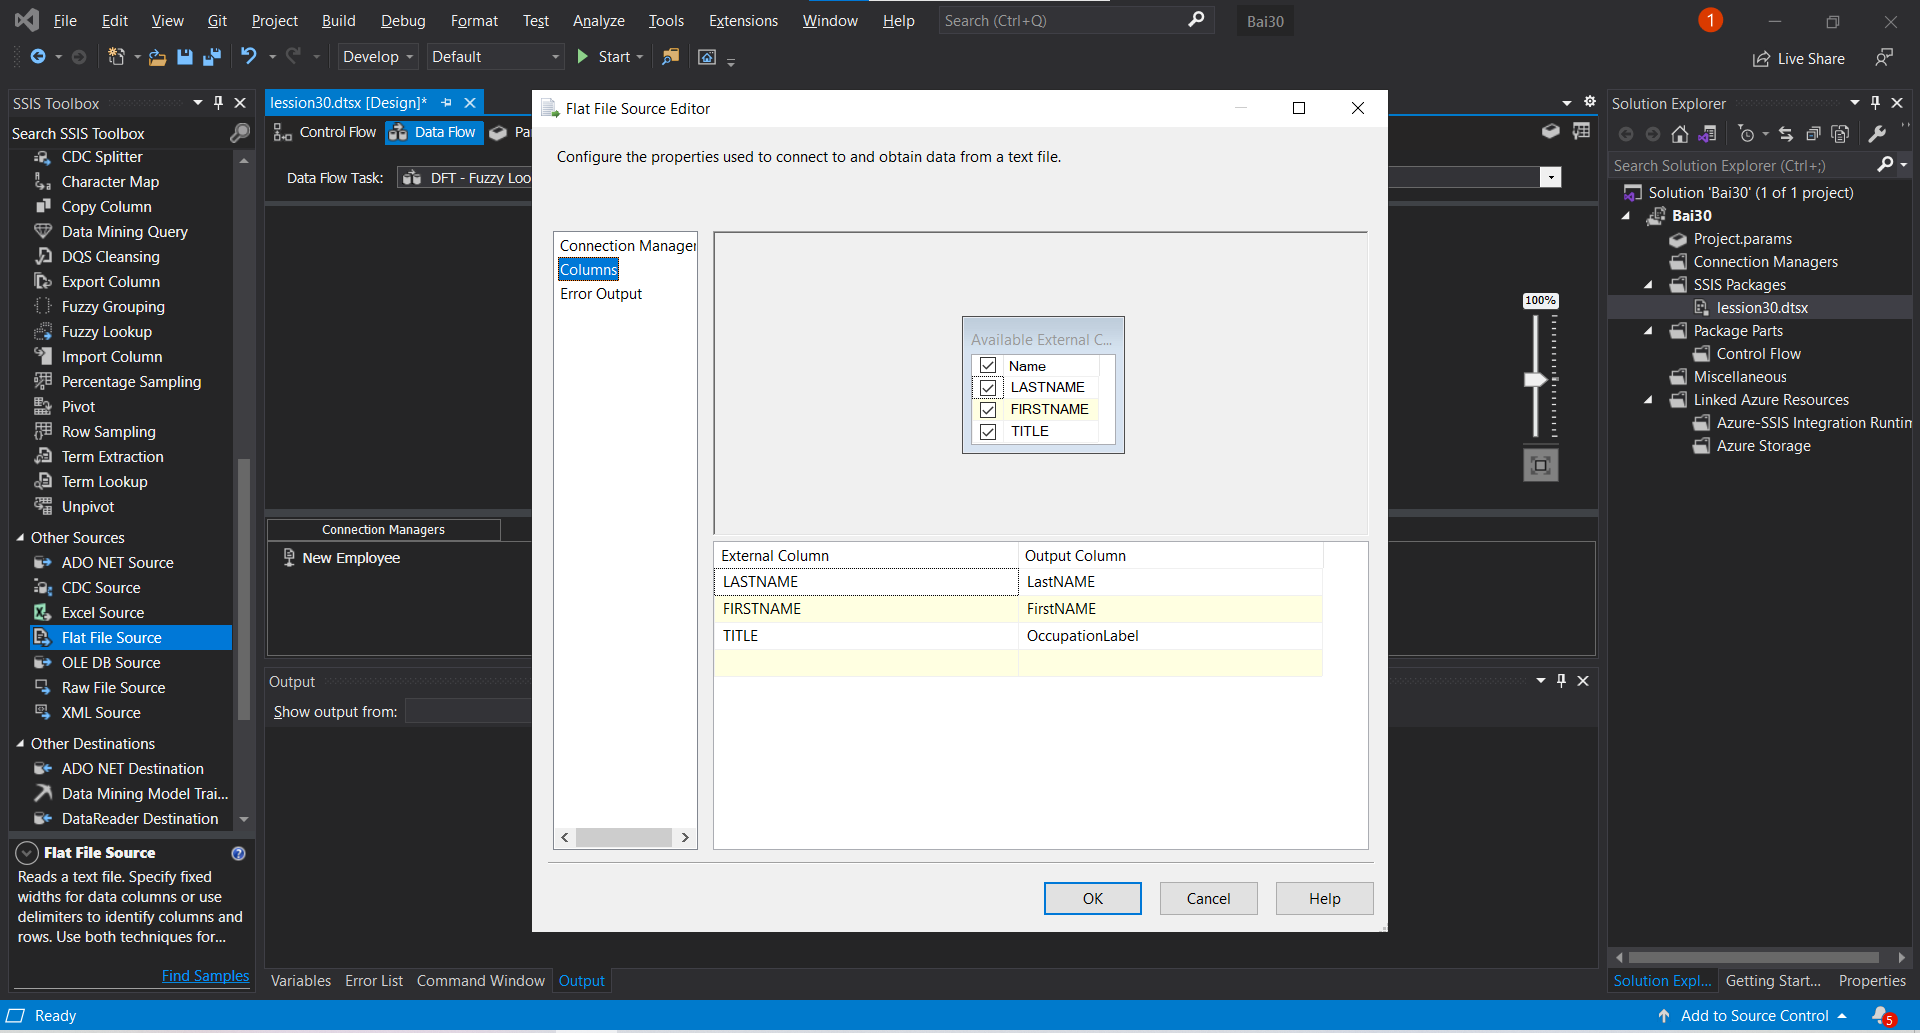 File Edit View Git Project Build Debug Format Test Analyze Tools Extensions Window Help Search (Ctrl+Q) Bai30 1
Develop Default Start Live Share
SSIS Toolbox
Search SSIS Toolbox
CDC Splitter
Character Map
Copy Column
Data Mining Query
DQS Cleansing
Export Column
Fuzzy Grouping
Fuzzy Lookup
Import Column
Percentage Sampling
Pivot
Row Sampling
Term Extraction
Term Lookup
Unpivot
Other Sources
ADO NET Source
CDC Source
Excel Source
Flat File Source
OLE DB Source
Raw File Source
XML Source
Other Destinations
ADO NET Destination
Data Mining Model Trai...
DataReader Destination
Flat File Source
Reads a text file. Specify fixed
widths for data columns or use
delimiters to identify columns and
rows. Use both techniques for...
Find Samples
lession30.dtsx [Design]*
Control Flow Data Flow Pa
Data Flow Task: DFT - Fuzzy Loo
100%
Connection Managers
New Employee
Output
Show output from:
Variables Error List Command Window Output
Flat File Source Editor
Configure the properties used to connect to and obtain data from a text file.
Connection Manager
Columns
Error Output
Available External C...
Name
LASTNAME
FIRSTNAME
TITLE
External Column Output Column
LASTNAME LastNAME
FIRSTNAME FirstNAME
TITLE OccupationLabel
OK Cancel Help
Solution Explorer
Search Solution Explorer (Ctrl+;)
Solution 'Bai30' (1 of 1 project)
Bai30
Project.params
Connection Managers
SSIS Packages
lession30.dtsx
Package Parts
Control Flow
Miscellaneous
Linked Azure Resources
Azure-SSIS Integration Runtim
Azure Storage
Solution Expl... Getting Start... Properties
Ready Add to Source Control 5